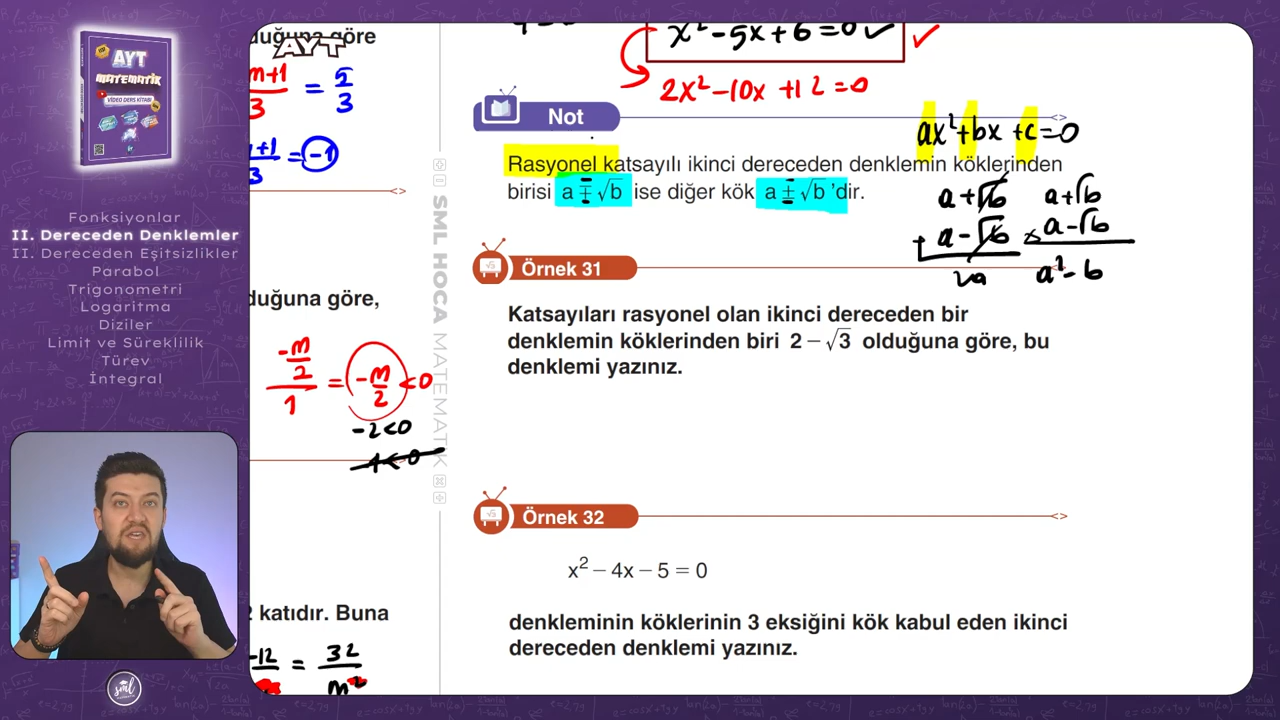 AYT
MATEMATİK
VİDEO DERS KİTABI
Fonksiyonlar
II. Dereceden Denklemler
II. Dereceden Eşitsizlikler
Parabol
Trigonometri
Logaritma
Diziler
Limit ve Süreklilik
Türev
İntegral
sml
duğuna göre
AYT
m+1/3 = 5/3
+1/3 = -1
duğuna göre,
-m/2 / 1 = -m/2 < 0
-2<0
4<0
katıdır. Buna
-12 = 32/m²
SML HOCA MATEMATİK
x² - 5x + 6 = 0 ✓ ✓
2x² - 10x + 12 = 0
Not
ax² + bx + c = 0
Rasyonel katsayılı ikinci dereceden denklemin köklerinden
birisi a ∓ √b ise diğer kök a ± √b 'dir.
a + √b
+ a - √b
2a
a + √b
x a - √b
a² - b
Örnek 31
Katsayıları rasyonel olan ikinci dereceden bir
denklemin köklerinden biri 2 − √3 olduğuna göre, bu
denklemi yazınız.
Örnek 32
x² − 4x − 5 = 0
denkleminin köklerinin 3 eksiğini kök kabul eden ikinci
dereceden denklemi yazınız.